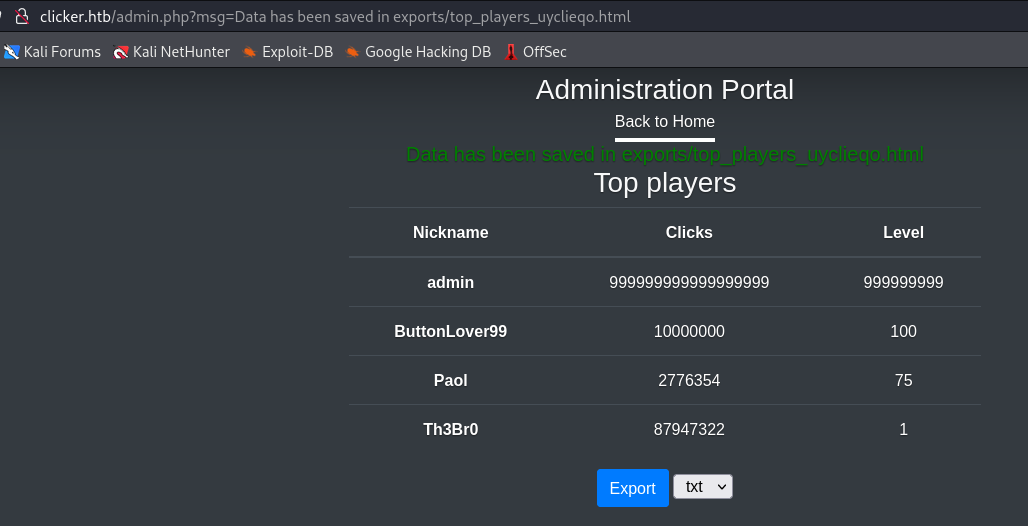 clicker.htb/admin.php?msg=Data has been saved in exports/top_players_uyclieqo.html
Kali Forums Kali NetHunter Exploit-DB Google Hacking DB OffSec
Administration Portal
Back to Home
Data has been saved in exports/top_players_uyclieqo.html
Top players
Nickname Clicks Level
admin 999999999999999999 999999999
ButtonLover99 10000000 100
Paol 2776354 75
Th3Br0 87947322 1
Export txt